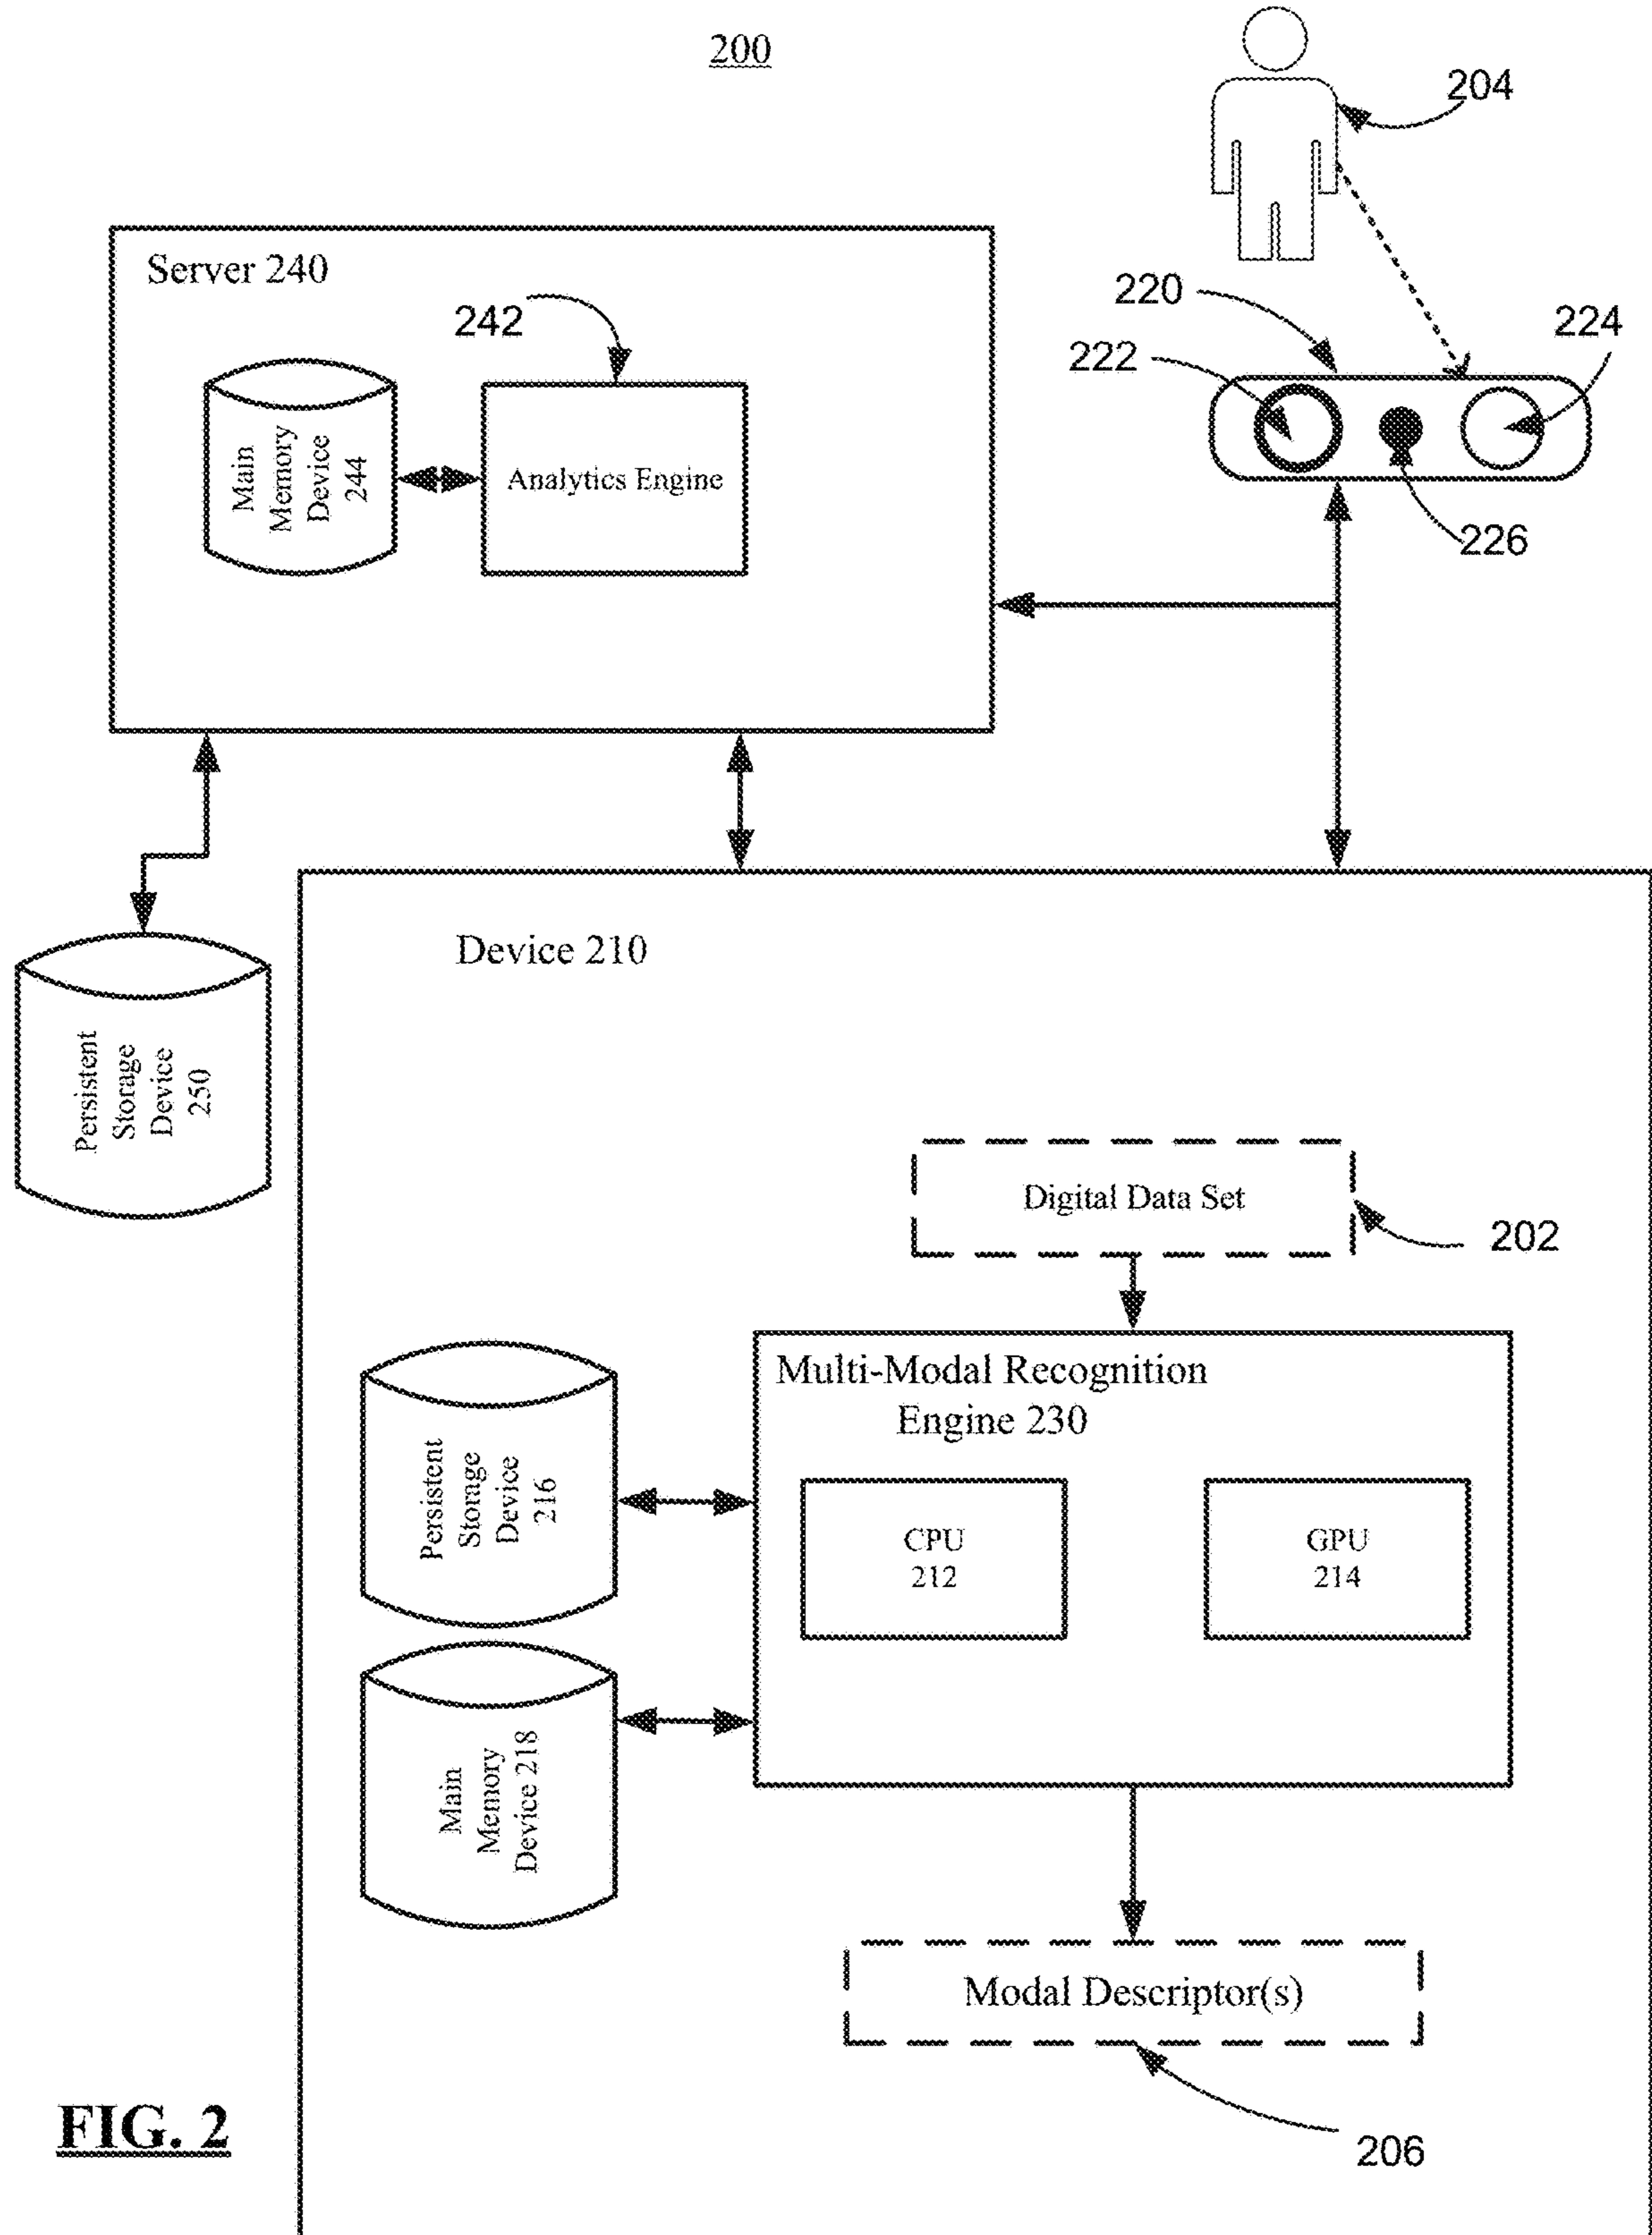 200
204
Server 240
220
224
242
222
Main
Memory
Device
244
Analytics Engine
226
Device 210
Persistent
Storage
Device
250
Digital Data Set
202
Multi-Modal Recognition
Engine 230
Persistent
Storage
Device
216
CPU
212
GPU
214
Main
Memory
Device 218
Modal Descriptor(s)
FIG. 2
206